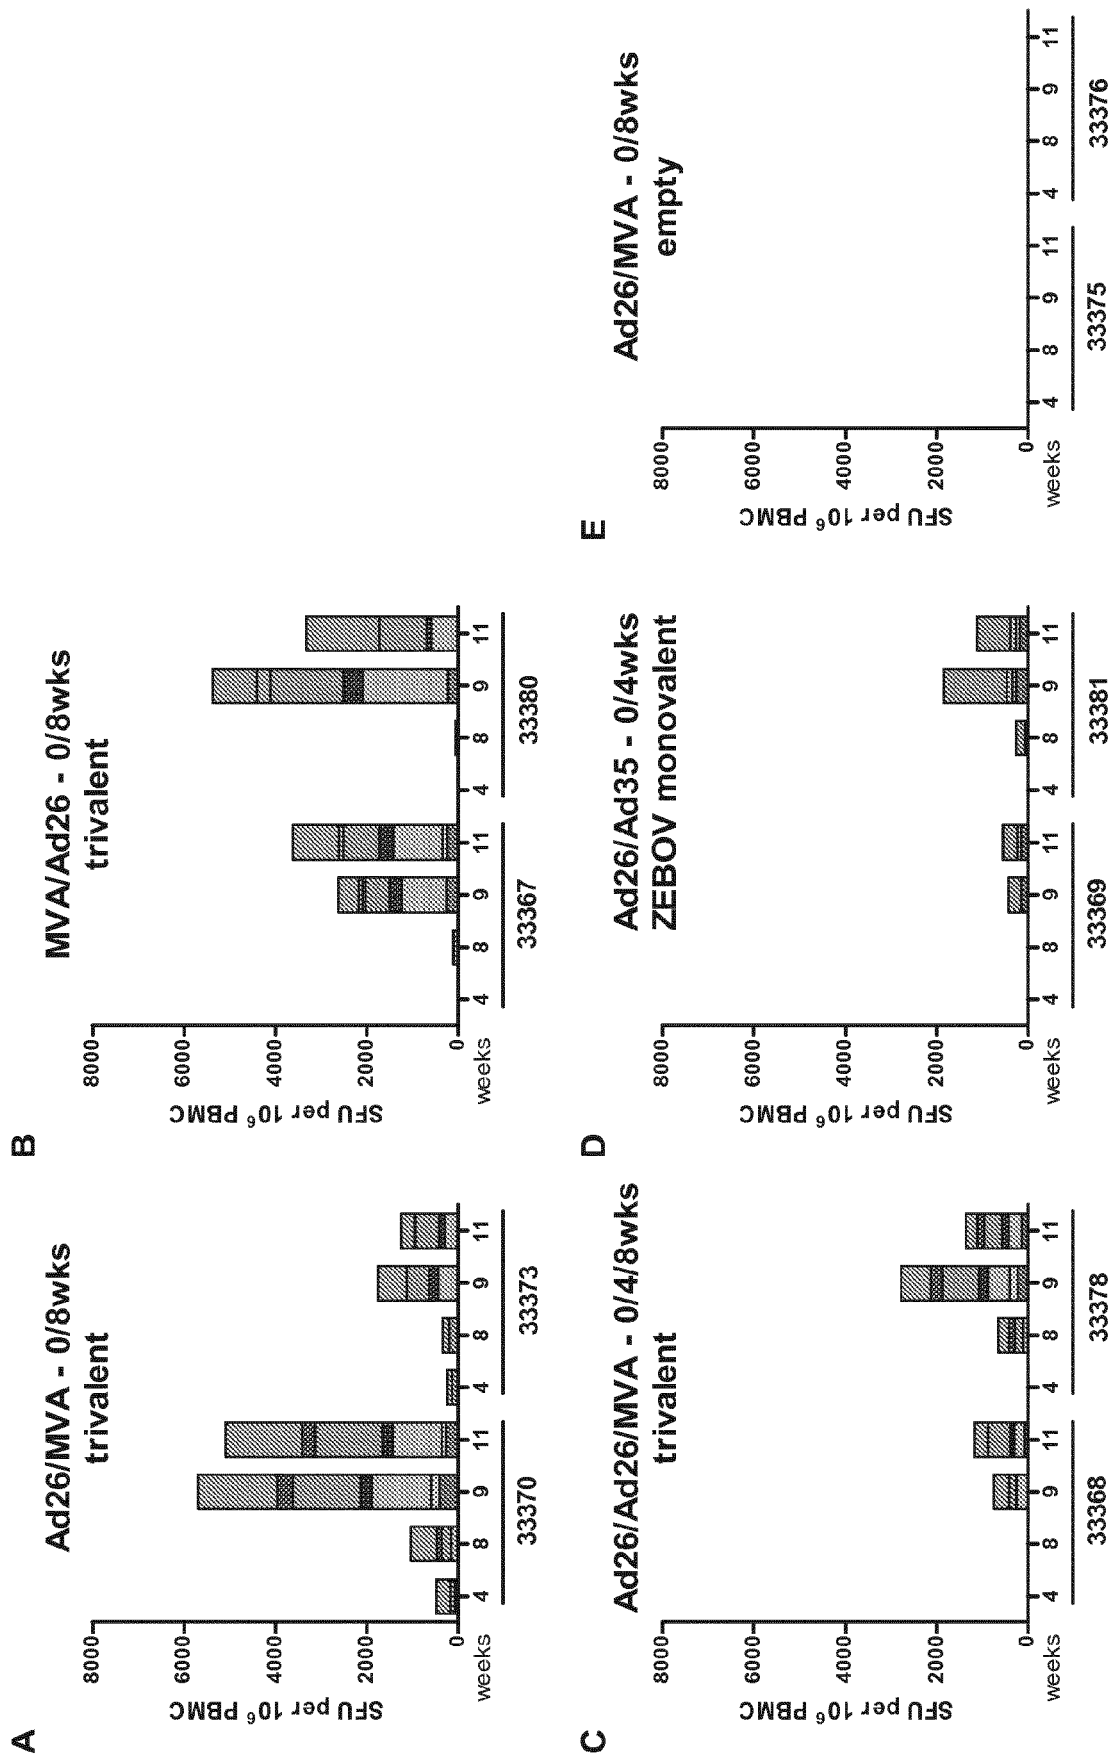 A
Ad26/MVA - 0/8wks
trivalent
SFU per 10⁶ PBMC
8000
6000
4000
2000
0
weeks
4 8 9 11 4 8 9 11
33370 33373
B
MVA/Ad26 - 0/8wks
trivalent
SFU per 10⁶ PBMC
8000
6000
4000
2000
0
weeks
4 8 9 11 4 8 9 11
33367 33380
C
Ad26/Ad26/MVA - 0/4/8wks
trivalent
SFU per 10⁶ PBMC
8000
6000
4000
2000
0
weeks
4 8 9 11 4 8 9 11
33368 33378
D
Ad26/Ad35 - 0/4wks
ZEBOV monovalent
SFU per 10⁶ PBMC
8000
6000
4000
2000
0
weeks
4 8 9 11 4 8 9 11
33369 33381
E
Ad26/MVA - 0/8wks
empty
SFU per 10⁶ PBMC
8000
6000
4000
2000
0
weeks
4 8 9 11 4 8 9 11
33375 33376